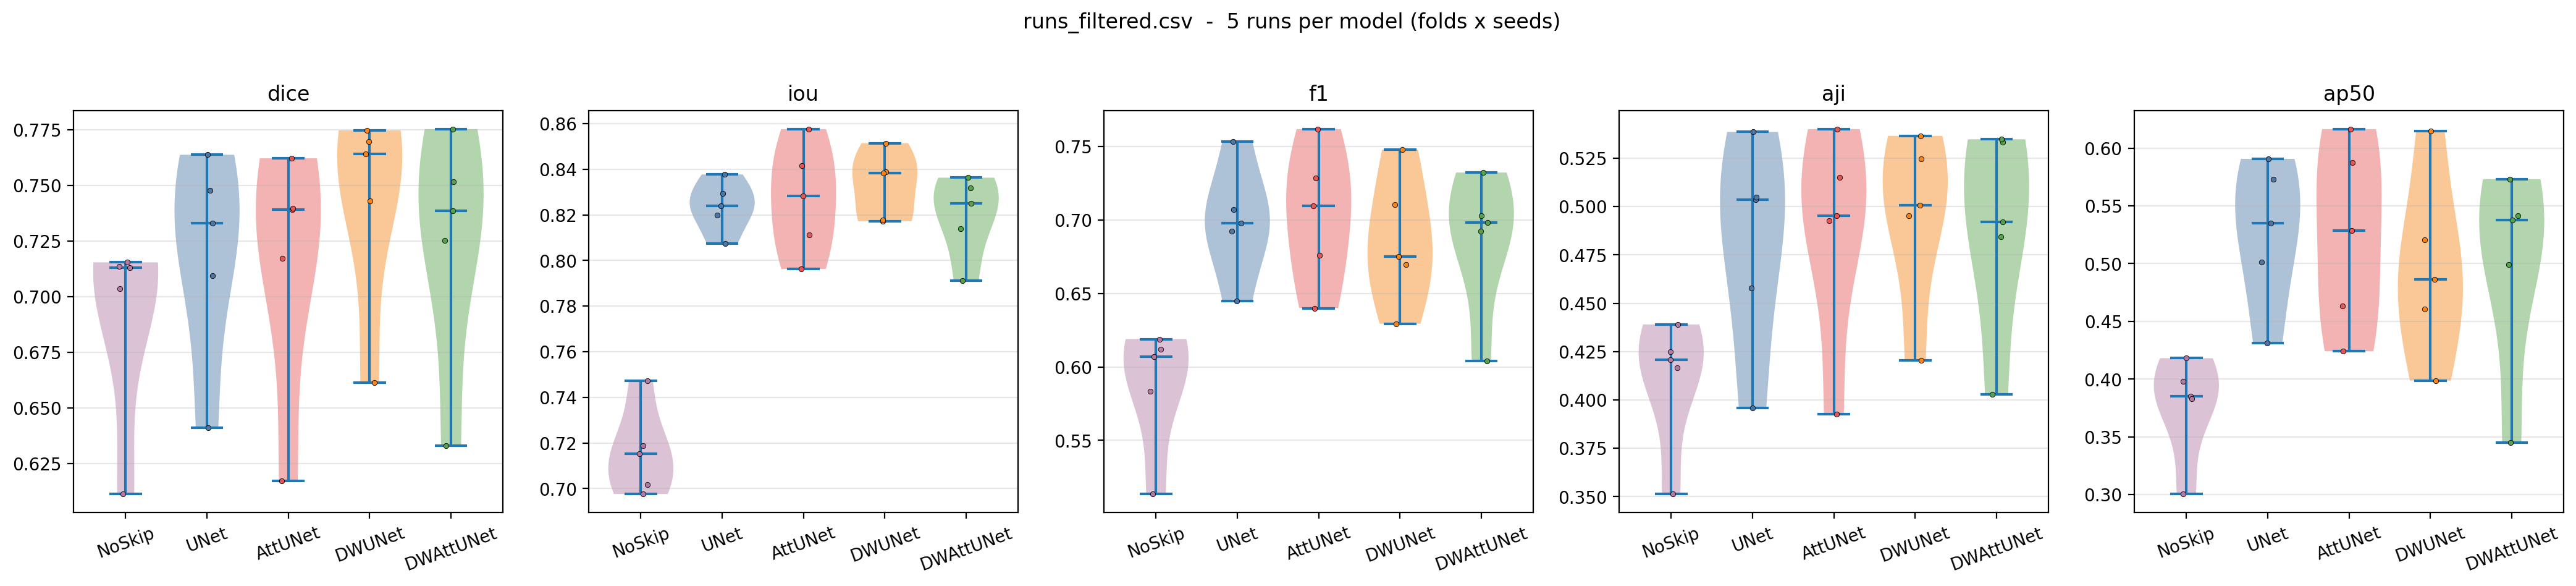 runs_filtered.csv  -  5 runs per model (folds x seeds)
dice
0.775
0.750
0.725
0.700
0.675
0.650
0.625
NoSkip
UNet
AttUNet
DWUNet
DWAttUNet
iou
0.86
0.84
0.82
0.80
0.78
0.76
0.74
0.72
0.70
NoSkip
UNet
AttUNet
DWUNet
DWAttUNet
f1
0.75
0.70
0.65
0.60
0.55
NoSkip
UNet
AttUNet
DWUNet
DWAttUNet
aji
0.525
0.500
0.475
0.450
0.425
0.400
0.375
0.350
NoSkip
UNet
AttUNet
DWUNet
DWAttUNet
ap50
0.60
0.55
0.50
0.45
0.40
0.35
0.30
NoSkip
UNet
AttUNet
DWUNet
DWAttUNet